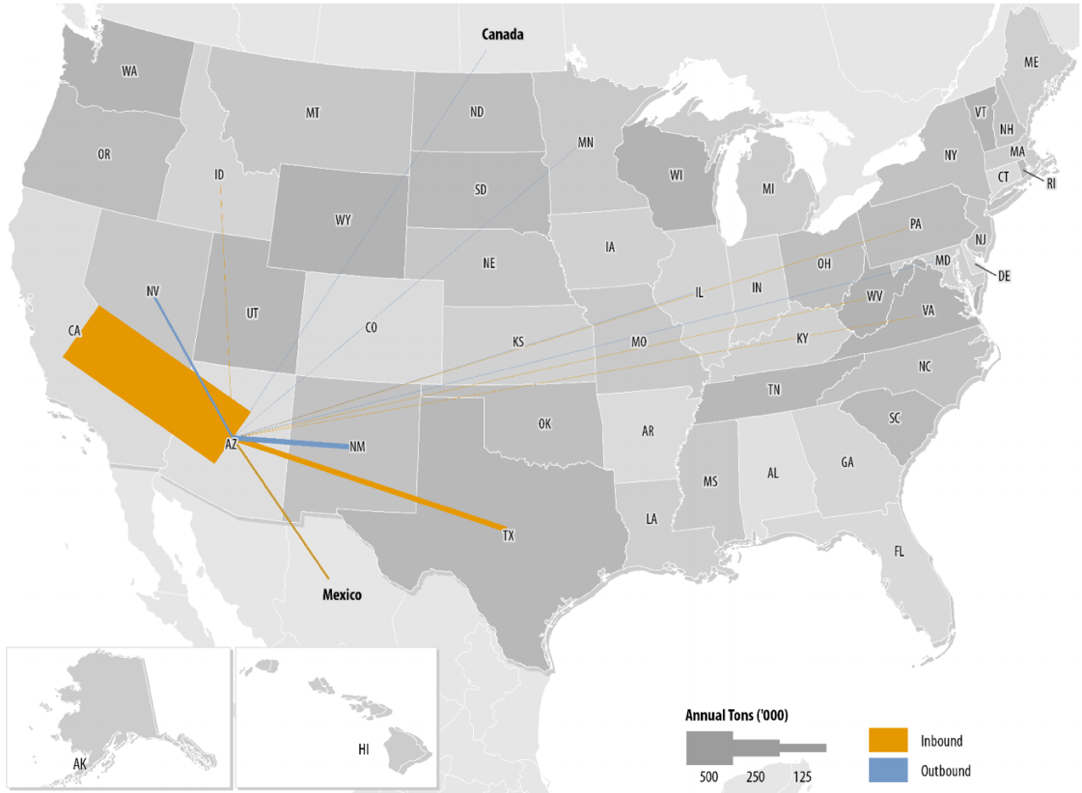 Canada
WA
ME
MT
ND
VT
OR
MN
NH
NY
MA
ID
WI
CT
RI
SD
MI
WY
PA
NJ
IA
NE
OH
MD
DE
NV
IL
IN
WV
UT
VA
CA
CO
KS
MO
KY
NC
TN
OK
SC
AR
AZ
NM
GA
AL
MS
LA
TX
FL
Mexico
Annual Tons ('000)
500 250 125
Inbound
Outbound
AK
HI